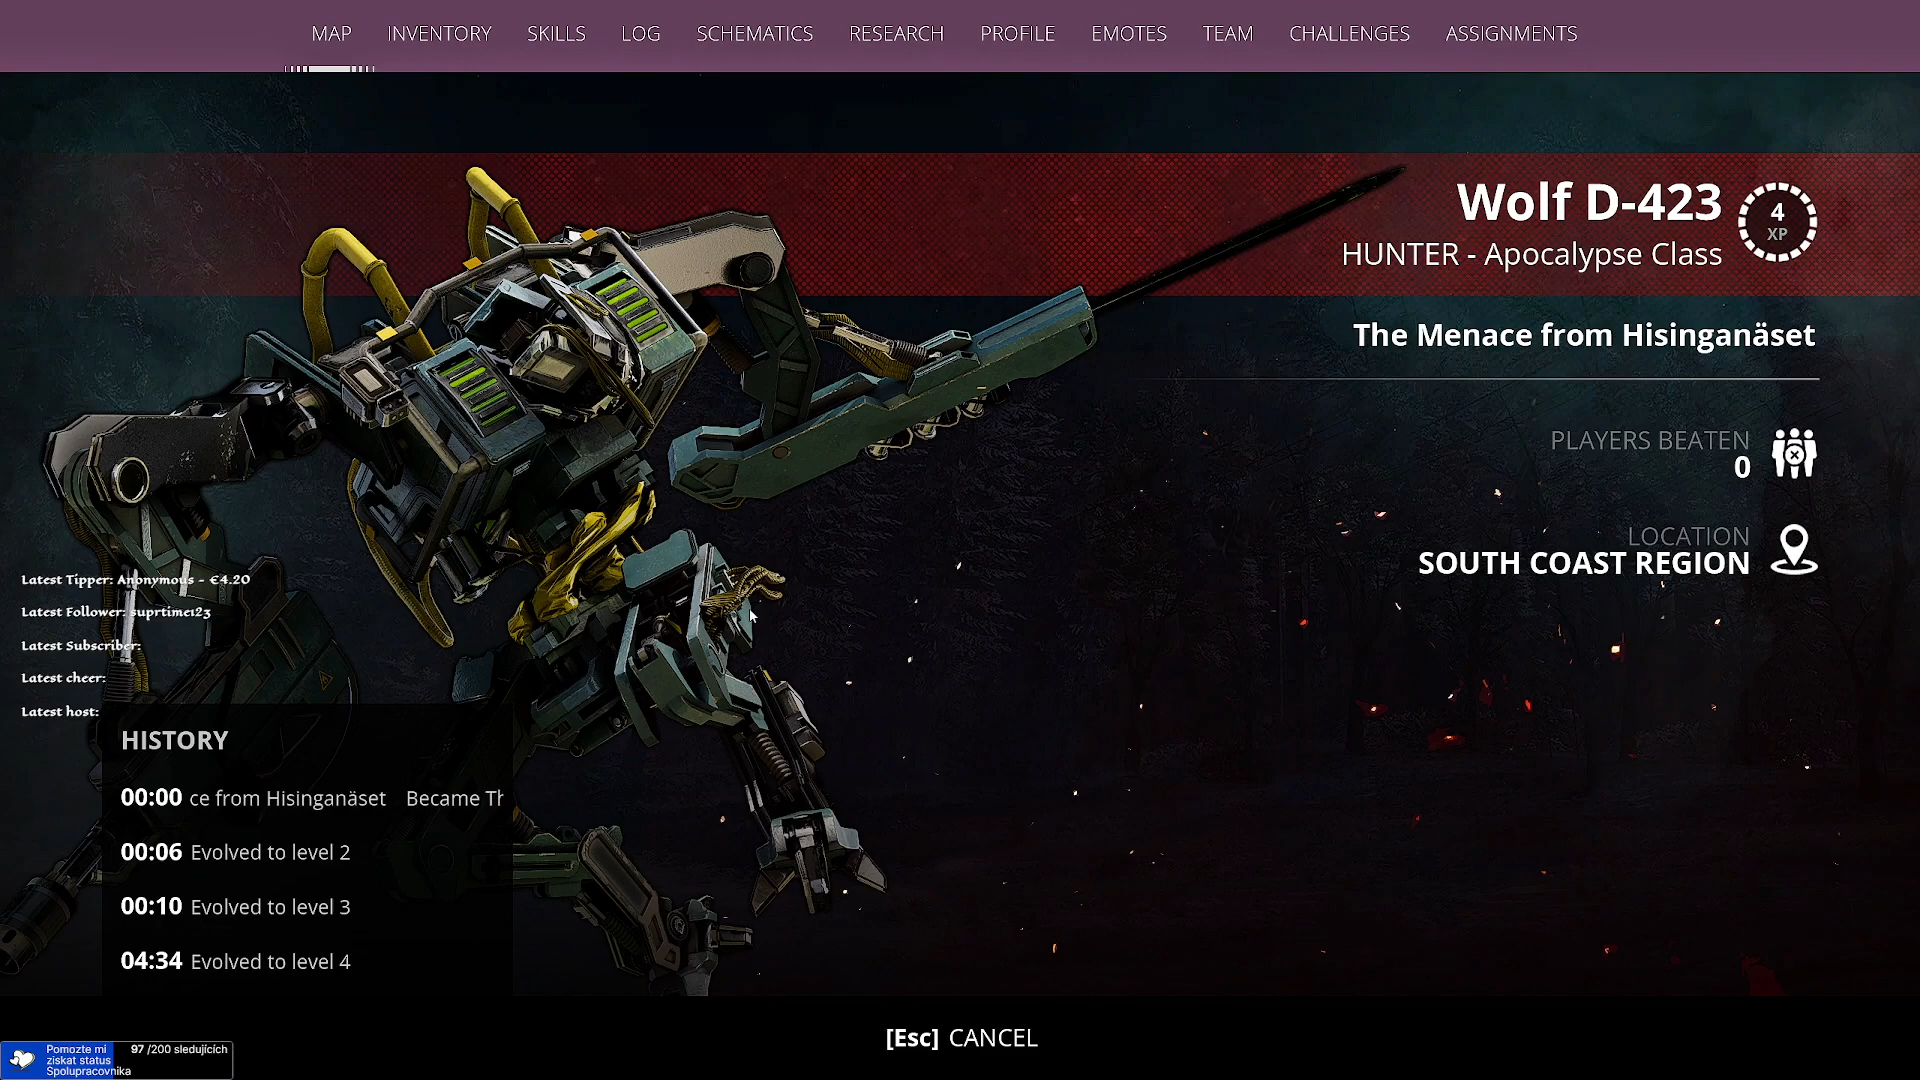 MAP INVENTORY SKILLS LOG SCHEMATICS RESEARCH PROFILE EMOTES TEAM CHALLENGES ASSIGNMENTS
Wolf D-423
4
XP
HUNTER - Apocalypse Class
The Menace from Hisinganäset
PLAYERS BEATEN
0
LOCATION
SOUTH COAST REGION
Latest Tipper: Anonymous - €4.20
Latest Follower: suprtime123
Latest Subscriber:
Latest cheer:
Latest host:
HISTORY
00:00 ce from Hisinganäset Became Th
00:06 Evolved to level 2
00:10 Evolved to level 3
04:34 Evolved to level 4
[Esc] CANCEL
Pomozte mi
získat status
Spolupracovníka
97 /200 sledujících